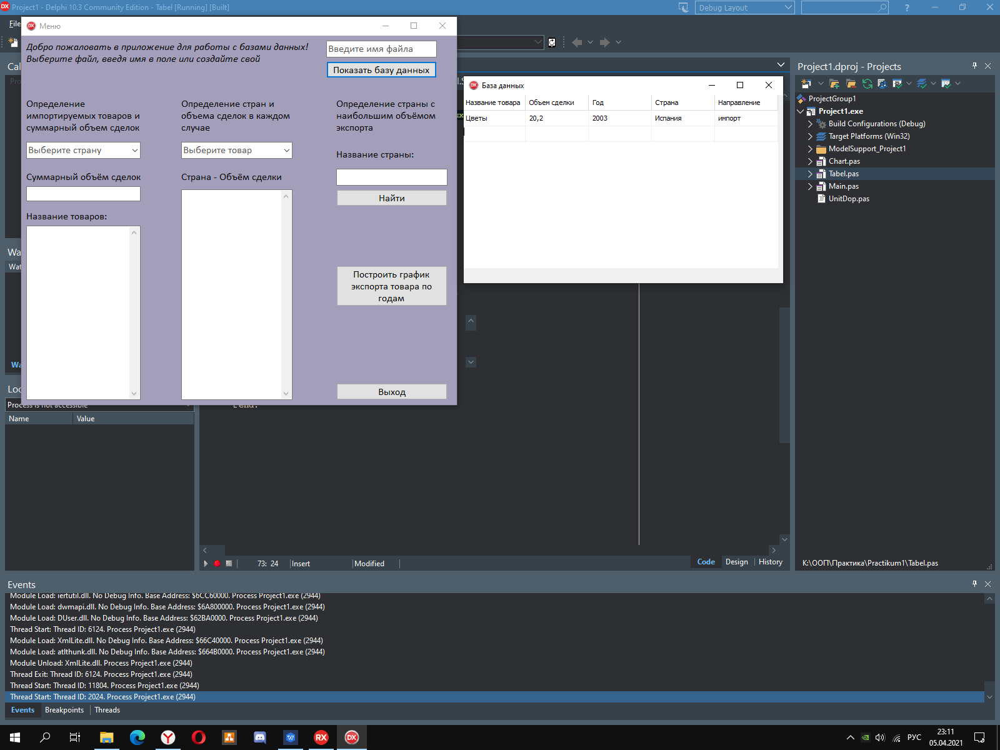 Project1 - Delphi 10.3 Community Edition - Tabel [Running] [Built]
Debug Layout
File
Меню
Добро пожаловать в приложение для работы с базами данных!
Выберите файл, введя имя в поле или создайте свой
Введите имя файла
Показать базу данных
Определение импортируемых товаров и суммарный объем сделок
Выберите страну
Суммарный объём сделок
Название товаров:
Определение стран и объема сделок в каждом случае
Выберите товар
Страна - Объём сделки
Определение страны с наибольшим объёмом экспорта
Название страны:
Найти
Построить график экспорта товара по годам
Выход
База данных
Название товара Объем сделки Год Страна Направление
Цветы 20,2 2003 Испания импорт
Cal
Wa
Wat
Wa
Loc
Process is not accessible
Name Value
end.
73: 24 Insert Modified
Code Design History
Project1.dproj - Projects
ProjectGroup1
Project1.exe
Build Configurations (Debug)
Target Platforms (Win32)
ModelSupport_Project1
Chart.pas
Tabel.pas
Main.pas
UnitDop.pas
K:\ООП\Практика\Practikum1\Tabel.pas
Events
Module Load: iertutil.dll. No Debug Info. Base Address: $6CC60000. Process Project1.exe (2944)
Module Load: dwmapi.dll. No Debug Info. Base Address: $6A800000. Process Project1.exe (2944)
Module Load: DUser.dll. No Debug Info. Base Address: $62BA0000. Process Project1.exe (2944)
Thread Start: Thread ID: 6124. Process Project1.exe (2944)
Module Load: XmlLite.dll. No Debug Info. Base Address: $66C40000. Process Project1.exe (2944)
Module Load: atlthunk.dll. No Debug Info. Base Address: $664B0000. Process Project1.exe (2944)
Module Unload: XmlLite.dll. Process Project1.exe (2944)
Thread Exit: Thread ID: 6124. Process Project1.exe (2944)
Thread Start: Thread ID: 11804. Process Project1.exe (2944)
Thread Start: Thread ID: 2024. Process Project1.exe (2944)
Events Breakpoints Threads
РУС
23:11
05.04.2021